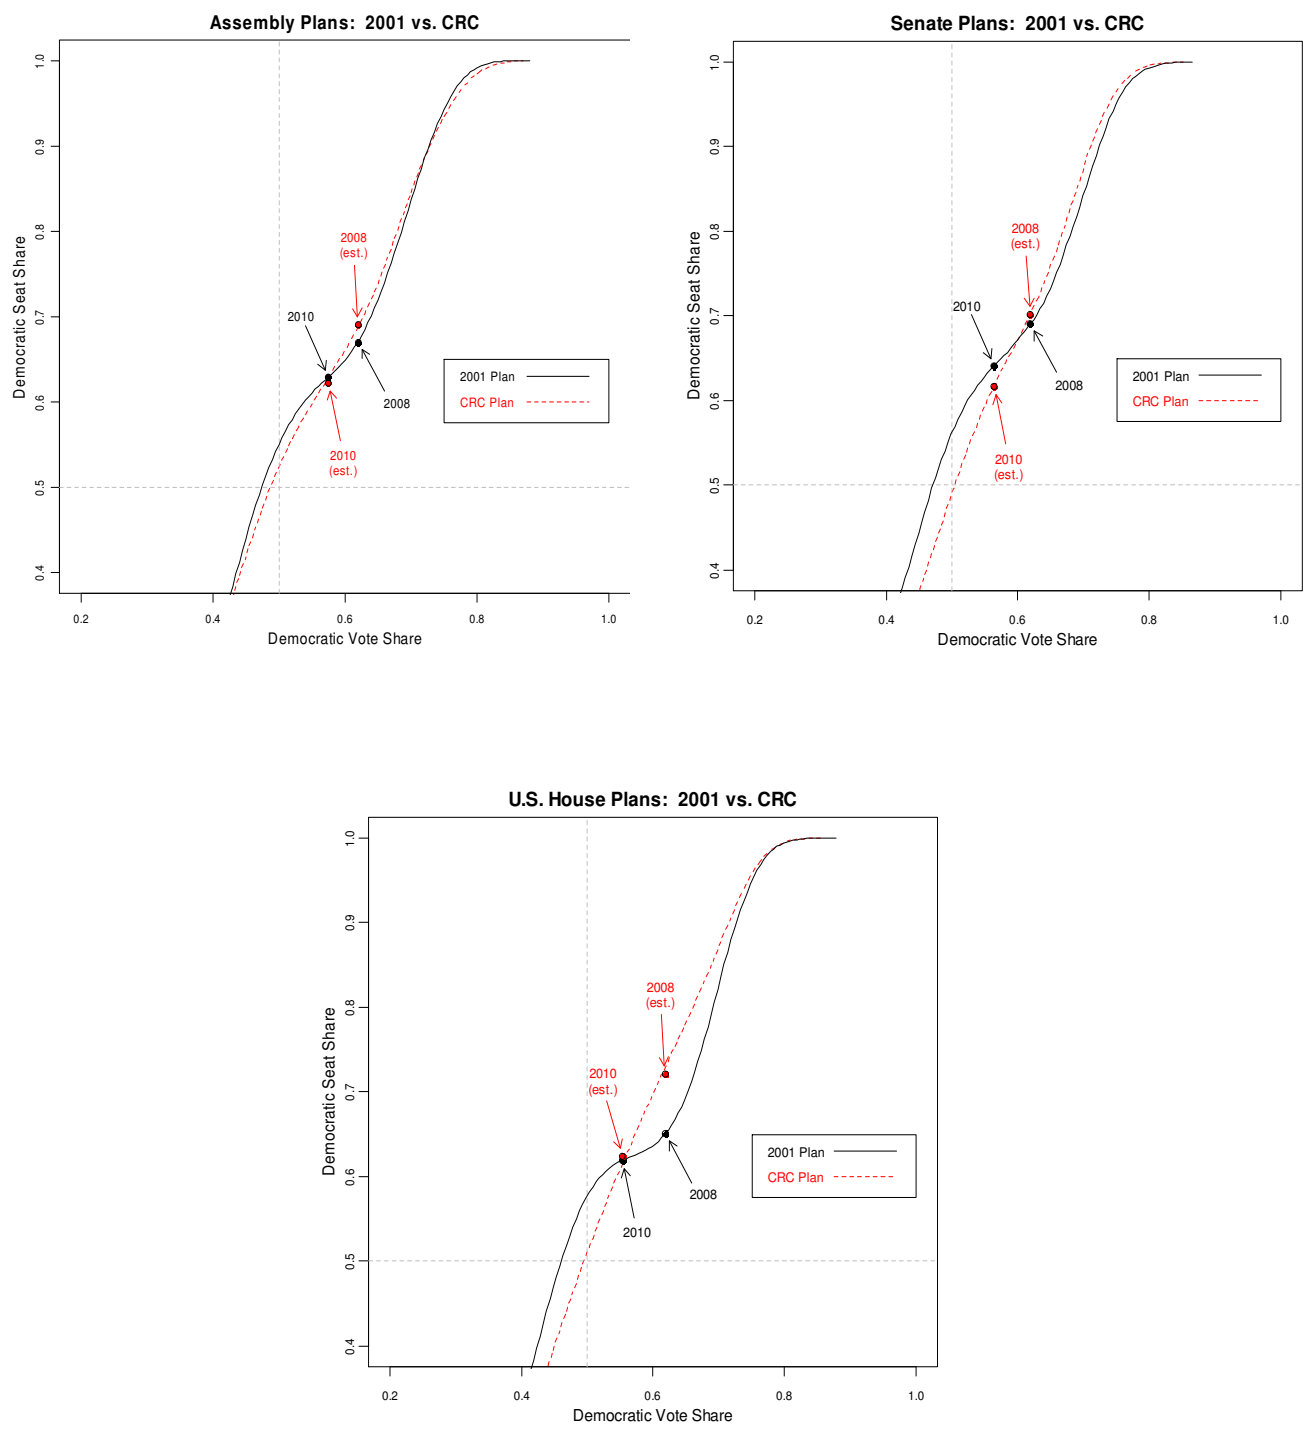 Assembly Plans: 2001 vs. CRC
Democratic Seat Share
1.0
0.9
0.8
0.7
0.6
0.5
0.4
2008
(est.)
2010
2008
2010
(est.)
2001 Plan
CRC Plan
0.2
0.4
0.6
0.8
1.0
Democratic Vote Share
Senate Plans: 2001 vs. CRC
Democratic Seat Share
1.0
0.9
0.8
0.7
0.6
0.5
0.4
2008
(est.)
2010
2008
2010
(est.)
2001 Plan
CRC Plan
0.2
0.4
0.6
0.8
1.0
Democratic Vote Share
U.S. House Plans: 2001 vs. CRC
Democratic Seat Share
1.0
0.9
0.8
0.7
0.6
0.5
0.4
2008
(est.)
2010
(est.)
2008
2010
2001 Plan
CRC Plan
0.2
0.4
0.6
0.8
1.0
Democratic Vote Share